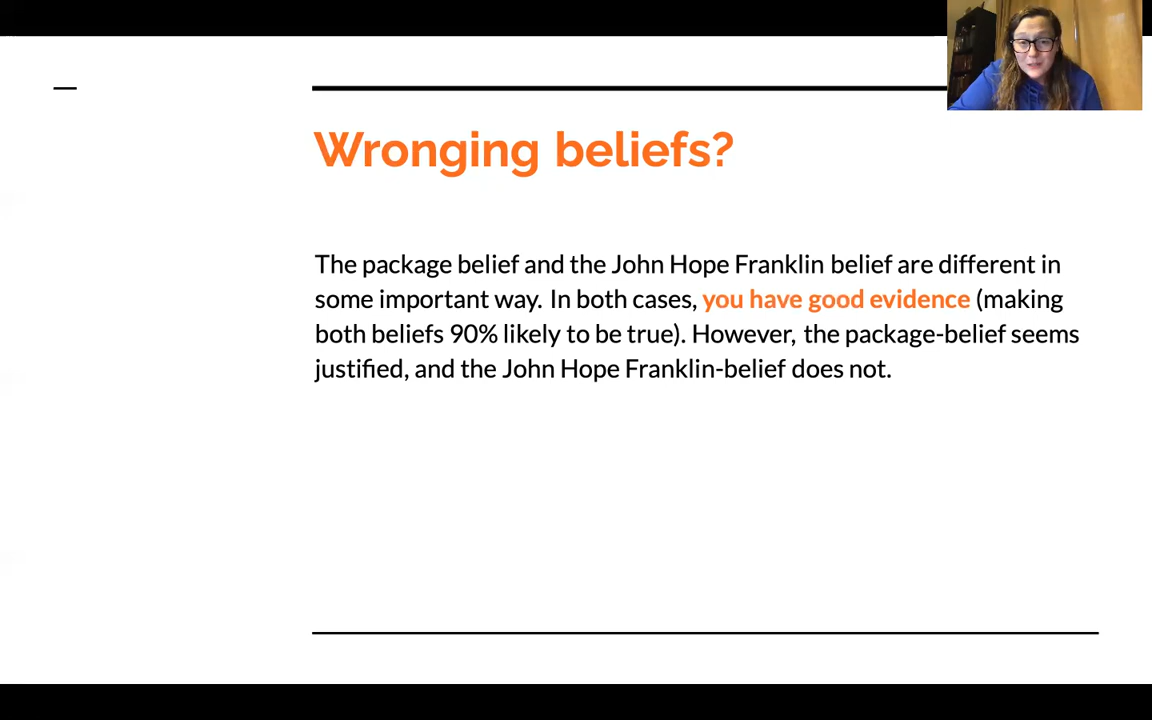 Wronging beliefs?
The package belief and the John Hope Franklin belief are different in
some important way. In both cases, you have good evidence (making
both beliefs 90% likely to be true). However, the package-belief seems
justified, and the John Hope Franklin-belief does not.